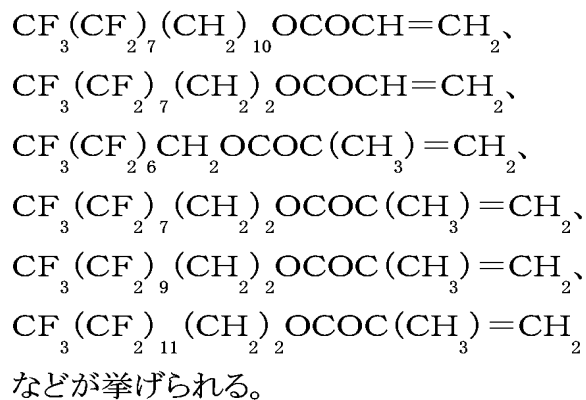 CF₃(CF₂)₇(CH₂)₁₀OCOCH=CH₂、
CF₃(CF₂)₇(CH₂)₂OCOCH=CH₂、
CF₃(CF₂)₆CH₂OCOC(CH₃)=CH₂、
CF₃(CF₂)₇(CH₂)₂OCOC(CH₃)=CH₂、
CF₃(CF₂)₉(CH₂)₂OCOC(CH₃)=CH₂、
CF₃(CF₂)₁₁(CH₂)₂OCOC(CH₃)=CH₂
などが挙げられる。